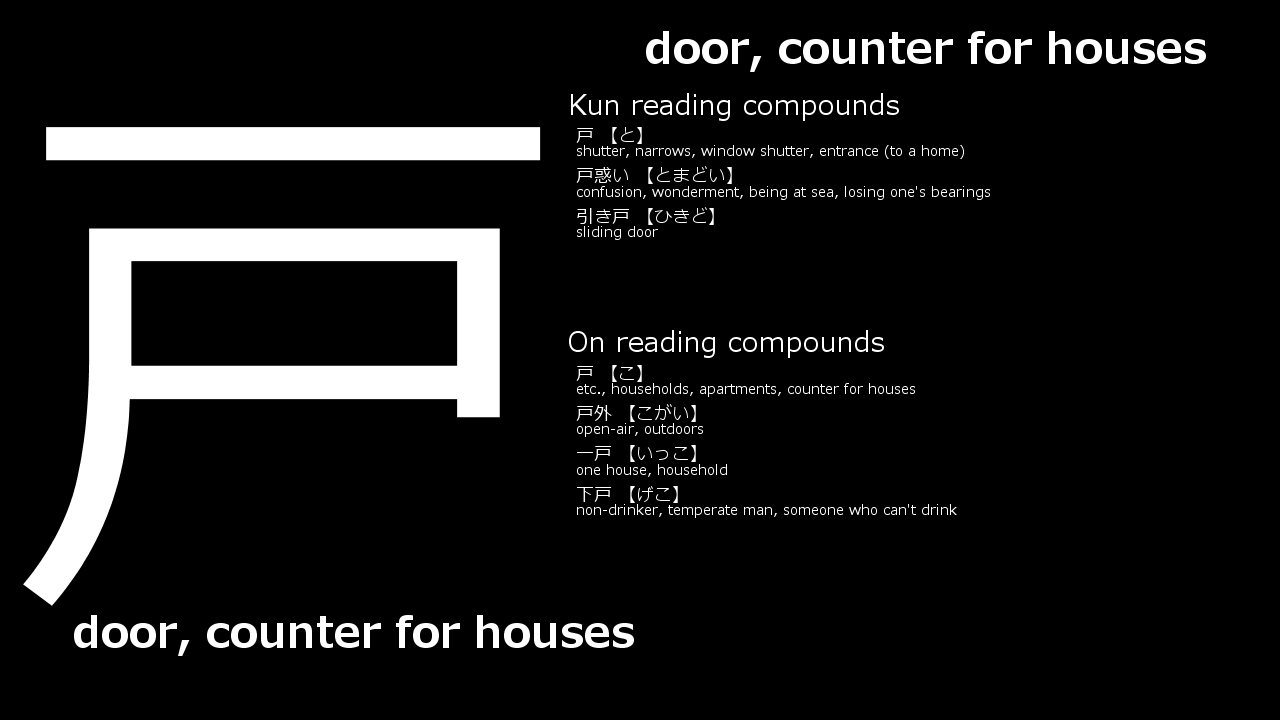 door, counter for houses
戸
Kun reading compounds
戸 【と】
shutter, narrows, window shutter, entrance (to a home)
戸惑い 【とまどい】
confusion, wonderment, being at sea, losing one's bearings
引き戸 【ひきど】
sliding door
On reading compounds
戸 【こ】
etc., households, apartments, counter for houses
戸外 【こがい】
open-air, outdoors
一戸 【いっこ】
one house, household
下戸 【げこ】
non-drinker, temperate man, someone who can't drink
door, counter for houses